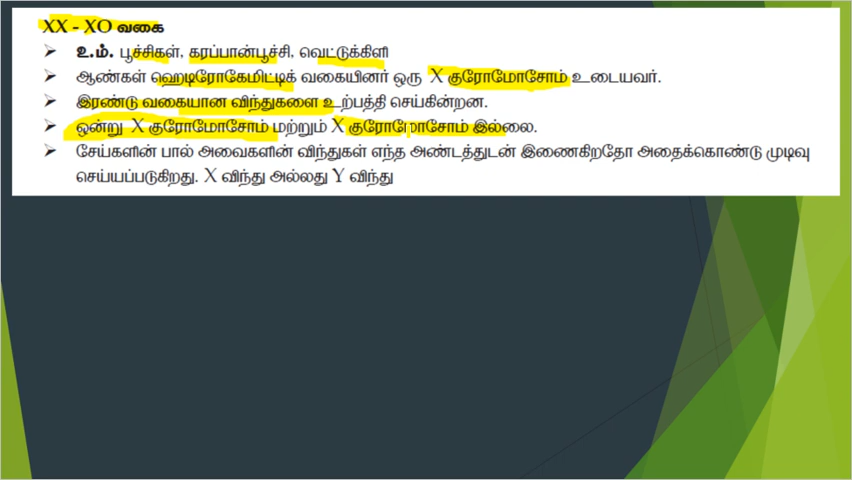 XX - XO வகை
➤ உ.ம். பூச்சிகள், கரப்பான்பூச்சி, வெட்டுக்கிளி
➤ ஆண்கள் ஹெடிரோகேமிட்டிக் வகையினர் ஒரு X குரோமோசோம் உடையவர்.
➤ இரண்டு வகையான விந்துகளை உற்பத்தி செய்கின்றன.
➤ ஒன்று X குரோமோசோம் மற்றும் X குரோமோசோம் இல்லை.
➤ சேய்களின் பால் அவைகளின் விந்துகள் எந்த அண்டத்துடன் இணைகிறதோ அதைக்கொண்டு முடிவு
செய்யப்படுகிறது. X விந்து அல்லது Y விந்து